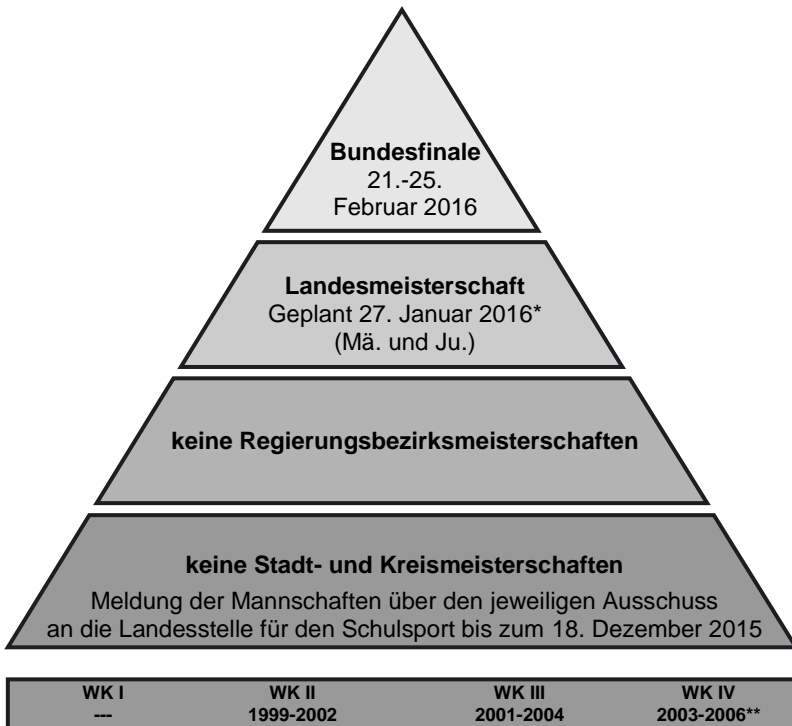 Bundesfinale
21.-25.
Februar 2016
Landesmeisterschaft
Geplant 27. Januar 2016*
(Mä. und Ju.)
keine Regierungsbezirksmeisterschaften
keine Stadt- und Kreismeisterschaften
Meldung der Mannschaften über den jeweiligen Ausschuss
an die Landesstelle für den Schulsport bis zum 18. Dezember 2015
WK I WK II WK III WK IV
--- 1999-2002 2001-2004 2003-2006**